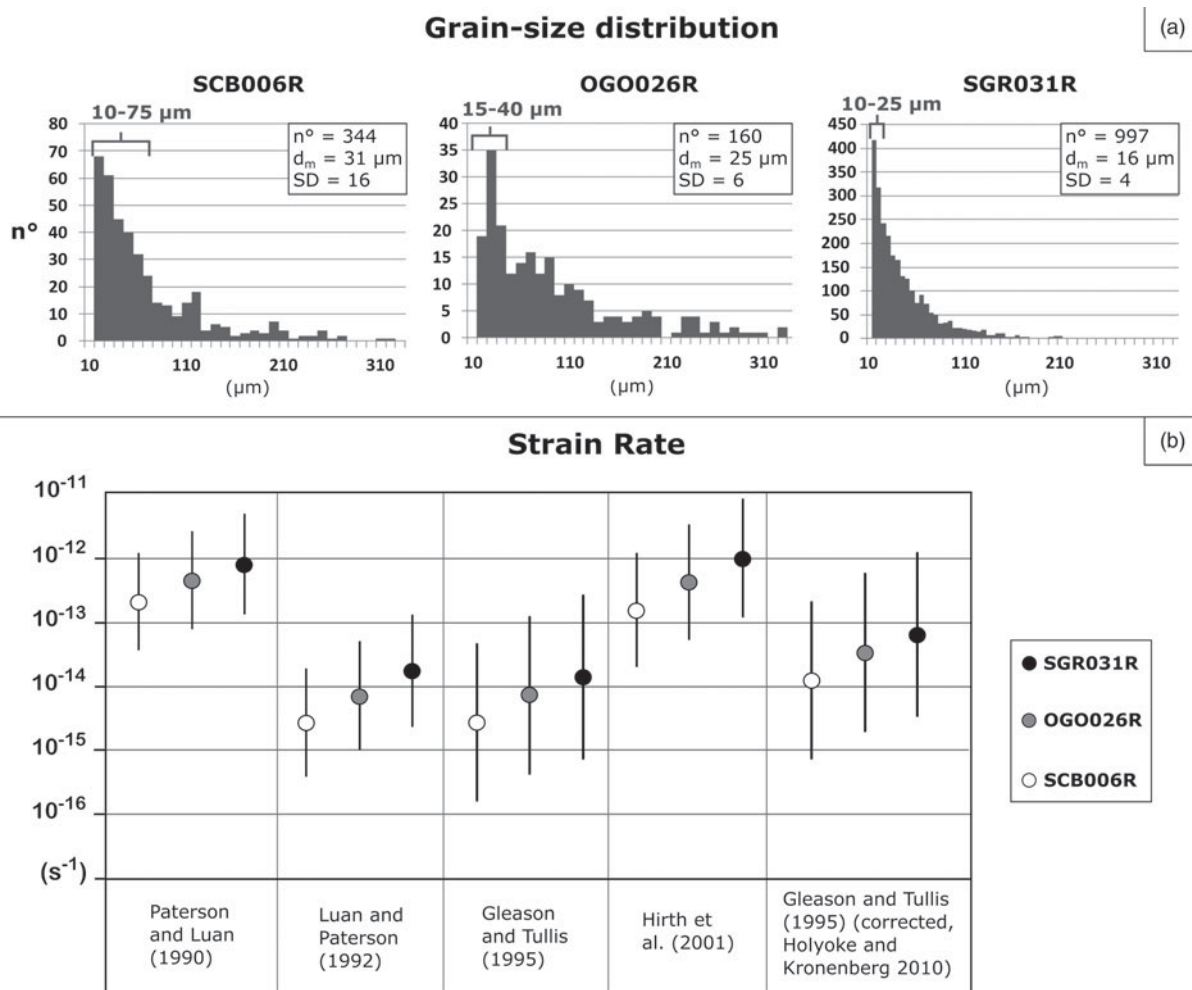 Grain-size distribution
(a)
SCB006R
10-75 µm
n° = 344
dₘ = 31 µm
SD = 16
80
70
60
50
40
30
20
10
0
n°
10 110 210 310
(µm)
OGO026R
15-40 µm
n° = 160
dₘ = 25 µm
SD = 6
40
35
30
25
20
15
10
5
0
10 110 210 310
(µm)
SGR031R
10-25 µm
n° = 997
dₘ = 16 µm
SD = 4
450
400
350
300
250
200
150
100
50
0
10 110 210 310
(µm)
Strain Rate
(b)
10⁻¹¹
10⁻¹²
10⁻¹³
10⁻¹⁴
10⁻¹⁵
10⁻¹⁶
(s⁻¹)
Paterson
and Luan
(1990)
Luan and
Paterson
(1992)
Gleason
and Tullis
(1995)
Hirth et
al. (2001)
Gleason and Tullis
(1995) (corrected,
Holyoke and
Kronenberg 2010)
SGR031R
OGO026R
SCB006R